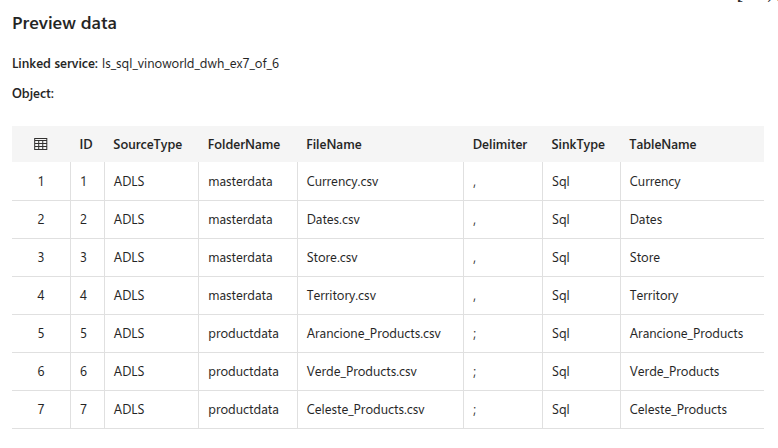 Preview data
Linked service: ls_sql_vinoworld_dwh_ex7_of_6
Object:
ID SourceType FolderName FileName Delimiter SinkType TableName
1 1 ADLS masterdata Currency.csv , Sql Currency
2 2 ADLS masterdata Dates.csv , Sql Dates
3 3 ADLS masterdata Store.csv , Sql Store
4 4 ADLS masterdata Territory.csv , Sql Territory
5 5 ADLS productdata Arancione_Products.csv ; Sql Arancione_Products
6 6 ADLS productdata Verde_Products.csv ; Sql Verde_Products
7 7 ADLS productdata Celeste_Products.csv ; Sql Celeste_Products